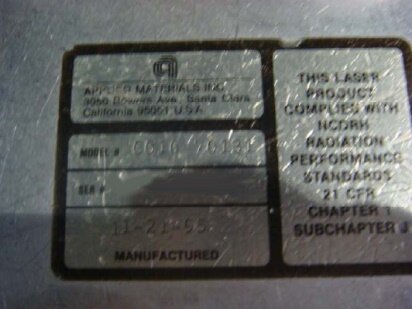 APPLIED MATERIALS INC.
3050 Bowers Ave. Santa Clara
California 95051 U.S.A.
MODEL #
SER #
11-21-95
MANUFACTURED
THIS LASER
PRODUCT
COMPLIES WITH
NCDRH
RADIATION
PERFORMANCE
STANDARDS
21 CFR
CHAPTER 1
SUBCHAPTER J